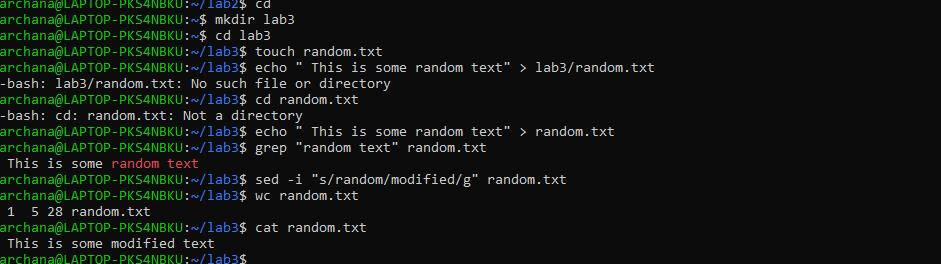 archana@LAPTOP-PKS4NBKU:~/lab2$ cd
archana@LAPTOP-PKS4NBKU:~$ mkdir lab3
archana@LAPTOP-PKS4NBKU:~$ cd lab3
archana@LAPTOP-PKS4NBKU:~/lab3$ touch random.txt
archana@LAPTOP-PKS4NBKU:~/lab3$ echo " This is some random text" > lab3/random.txt
-bash: lab3/random.txt: No such file or directory
archana@LAPTOP-PKS4NBKU:~/lab3$ cd random.txt
-bash: cd: random.txt: Not a directory
archana@LAPTOP-PKS4NBKU:~/lab3$ echo " This is some random text" > random.txt
archana@LAPTOP-PKS4NBKU:~/lab3$ grep "random text" random.txt
 This is some random text
archana@LAPTOP-PKS4NBKU:~/lab3$ sed -i "s/random/modified/g" random.txt
archana@LAPTOP-PKS4NBKU:~/lab3$ wc random.txt
 1  5 28 random.txt
archana@LAPTOP-PKS4NBKU:~/lab3$ cat random.txt
 This is some modified text
archana@LAPTOP-PKS4NBKU:~/lab3$